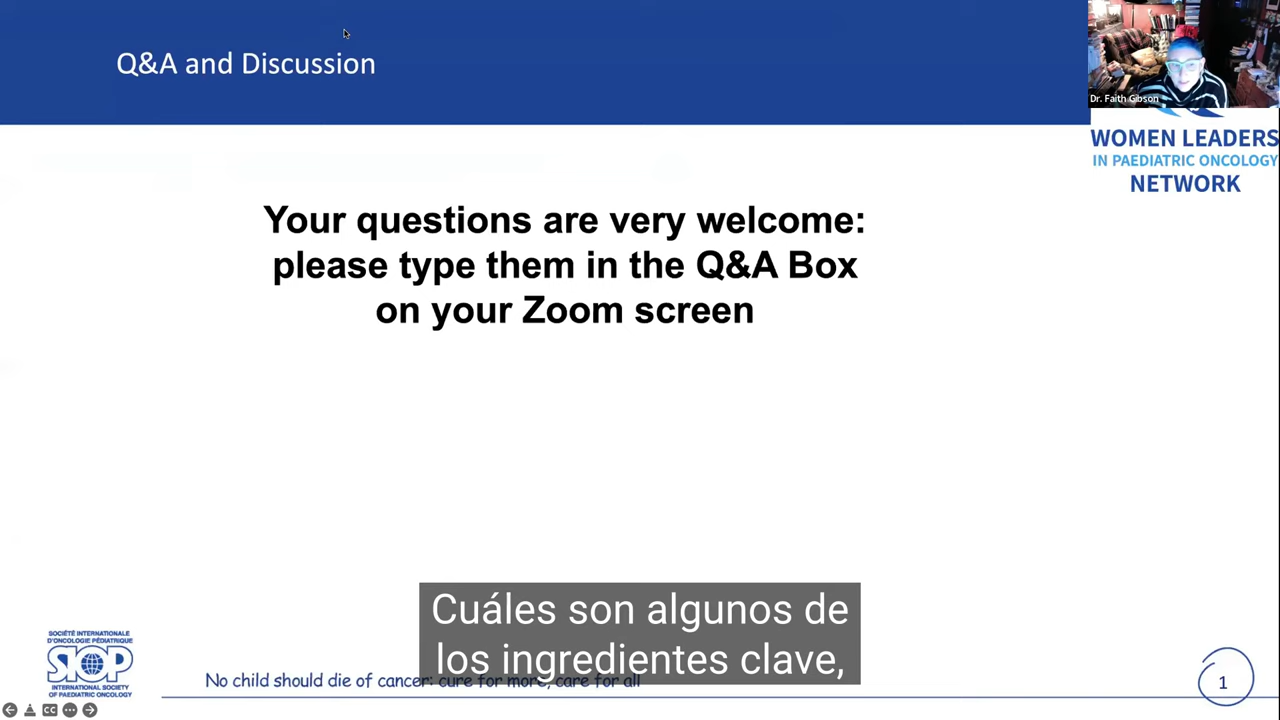 Q&A and Discussion
Dr. Faith Gibson
WOMEN LEADERS
IN PAEDIATRIC ONCOLOGY
NETWORK
Your questions are very welcome:
please type them in the Q&A Box
on your Zoom screen
Cuáles son algunos de
los ingredientes clave,
SOCIÉTÉ INTERNATIONALE
D'ONCOLOGIE PÉDIATRIQUE
SIOP
INTERNATIONAL SOCIETY
OF PAEDIATRIC ONCOLOGY
No child should die of cancer: cure for more, care for all
1
CC